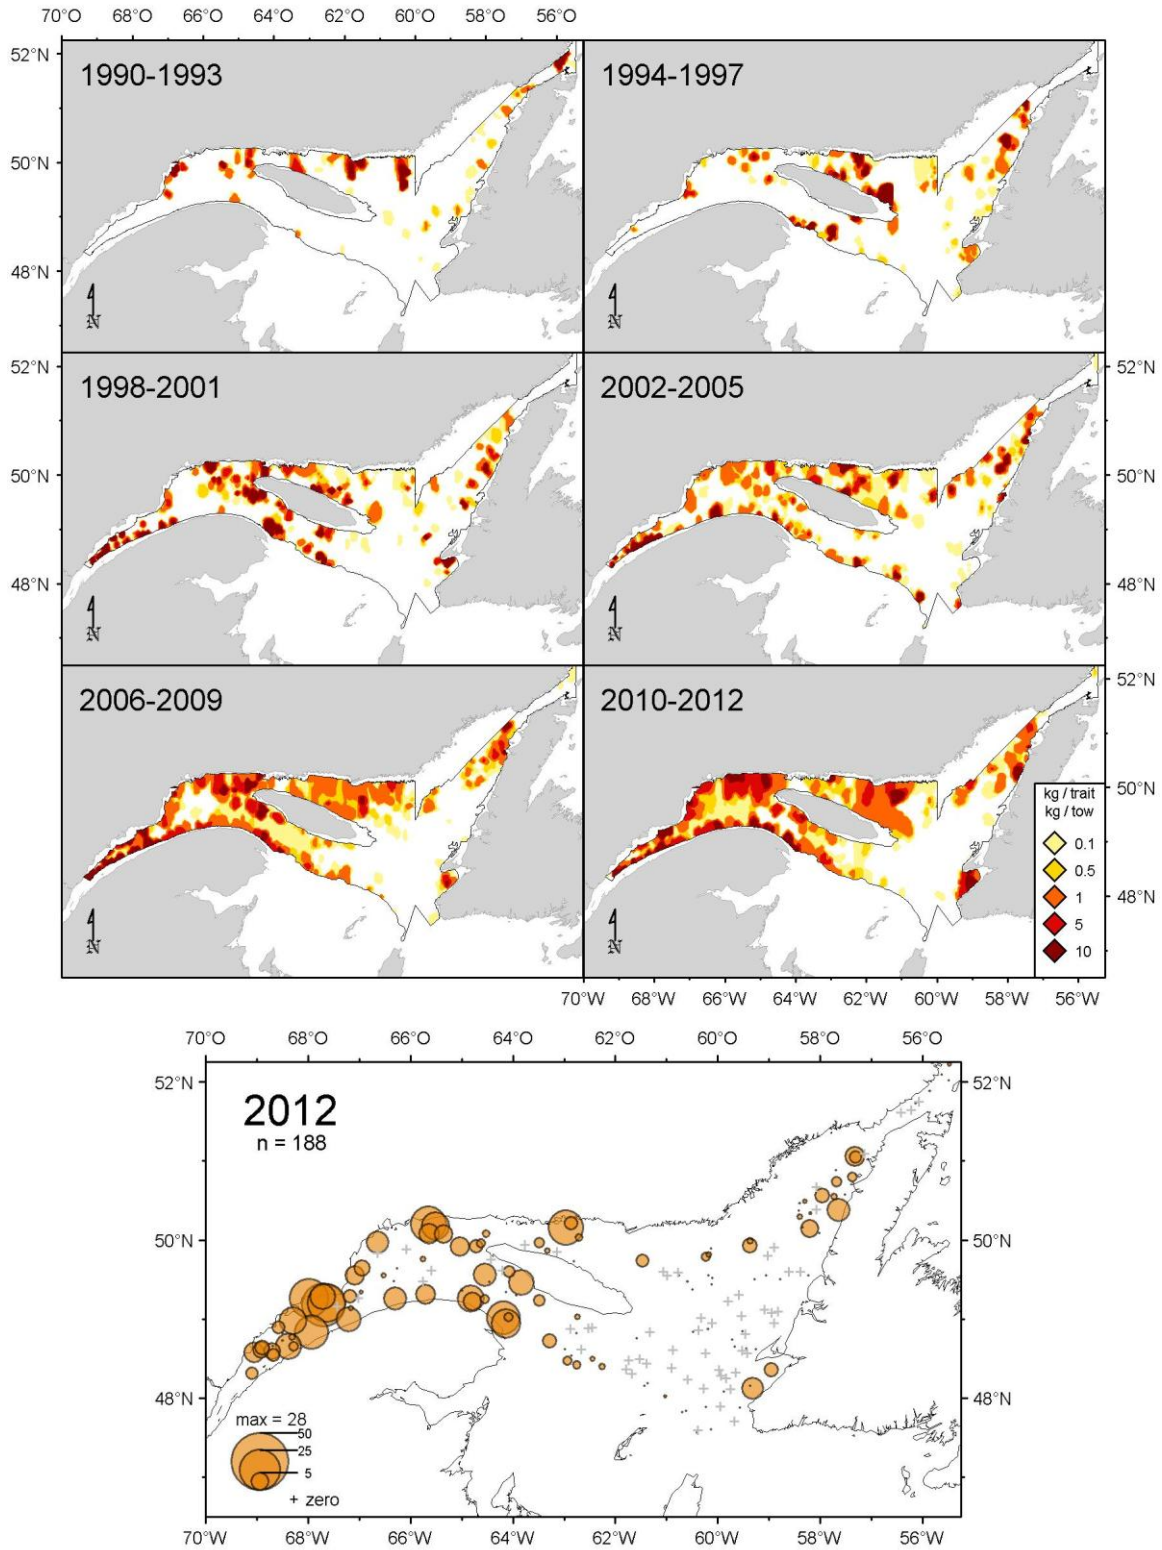 70°O 68°O 66°O 64°O 62°O 60°O 58°O 56°O
52°N
1990-1993
1994-1997
50°N
48°N
N
N
52°N 52°N
1998-2001
2002-2005
50°N 50°N
48°N 48°N
N
N
52°N
2006-2009
2010-2012
50°N
kg / trait
kg / tow
0.1
0.5
48°N
1
5
10
N
N
70°W 68°W 66°W 64°W 62°W 60°W 58°W 56°W
70°O 68°O 66°O 64°O 62°O 60°O 58°O 56°O
52°N 52°N
2012
n = 188
50°N 50°N
48°N 48°N
max = 28
50
25
5
+ zero
70°W 68°W 66°W 64°W 62°W 60°W 58°W 56°W